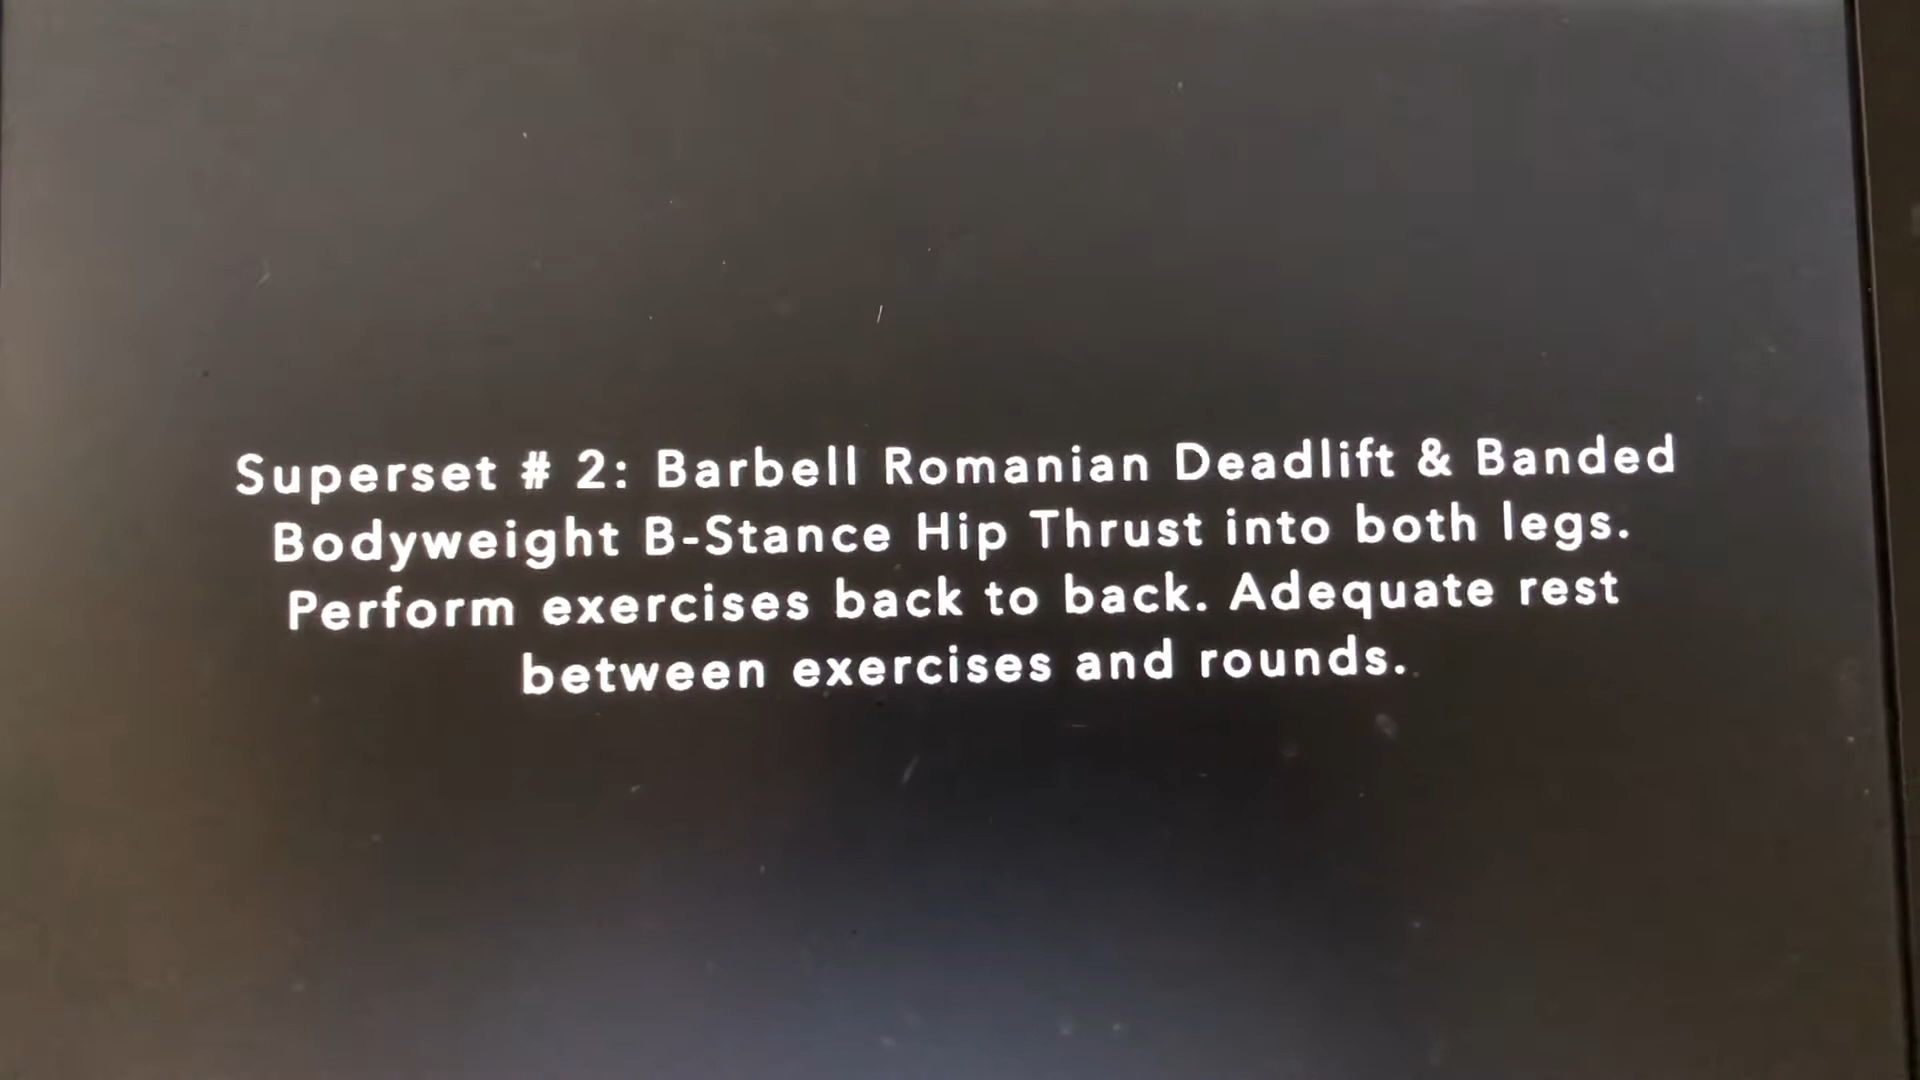 Superset # 2: Barbell Romanian Deadlift & Banded
Bodyweight B-Stance Hip Thrust into both legs.
Perform exercises back to back. Adequate rest
between exercises and rounds.